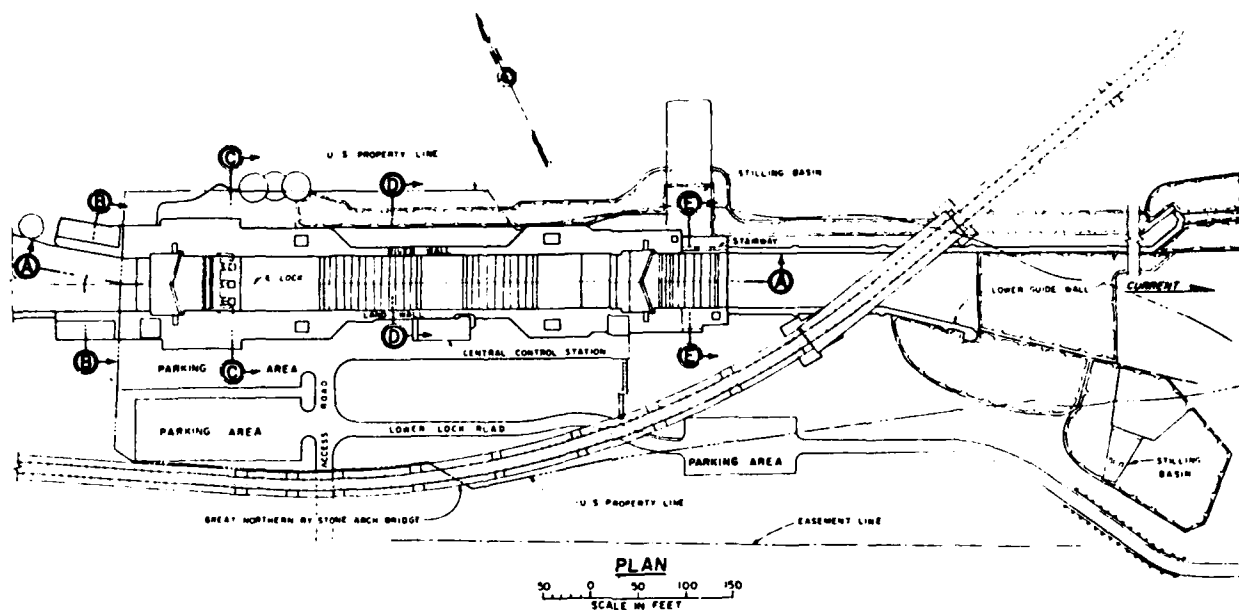 C
U S PROPERTY LINE
D
B
E
STILLING BASIN
STAIRWAY
A
RIVER WALL
LOCK
A
LOWER GUIDE WALL
CURRENT
LAND WALL
D
B
C
E
CENTRAL CONTROL STATION
PARKING AREA
ROAD
PARKING AREA
LOWER LOCK ROAD
ACCESS
PARKING AREA
STILLING
BASIN
U S PROPERTY LINE
GREAT NORTHERN RY STONE ARCH BRIDGE
EASEMENT LINE
PLAN
50 0 50 100 150
SCALE IN FEET